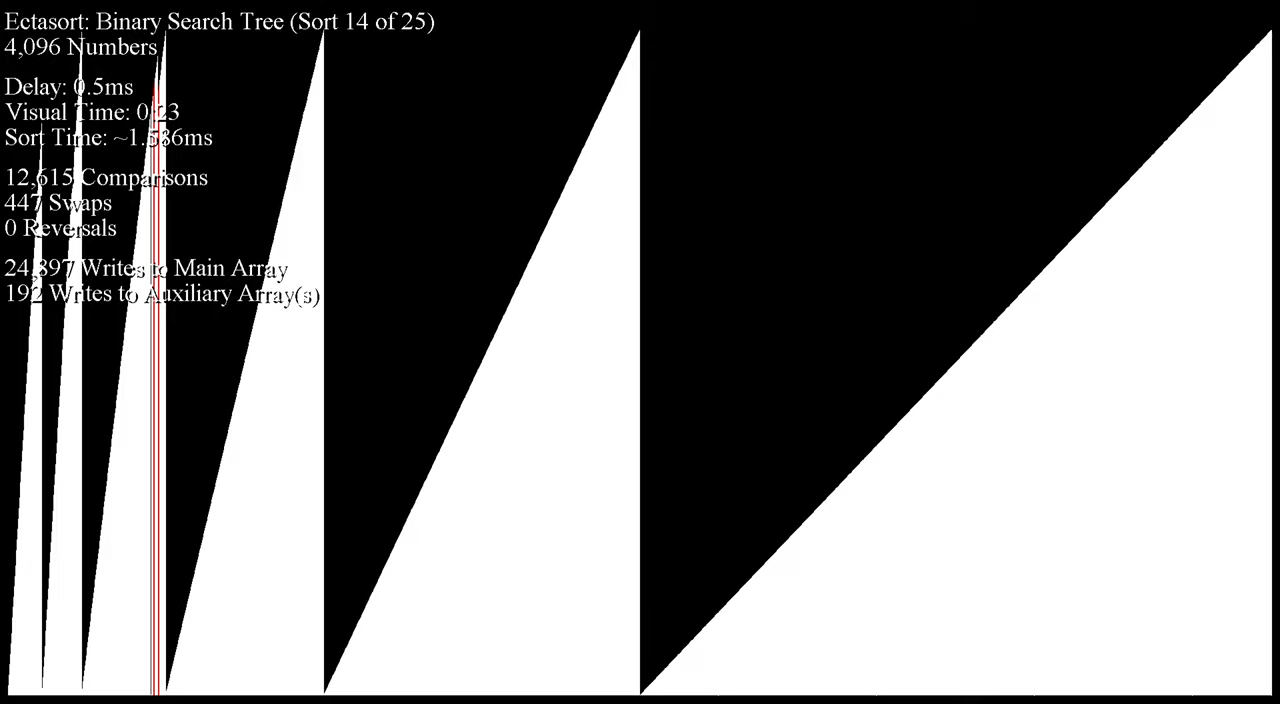 Ectasort: Binary Search Tree (Sort 14 of 25)
4,096 Numbers
Delay: 0.5ms
Visual Time: 0:23
Sort Time: ~1.586ms
12,615 Comparisons
447 Swaps
0 Reversals
24,897 Writes to Main Array
192 Writes to Auxiliary Array(s)